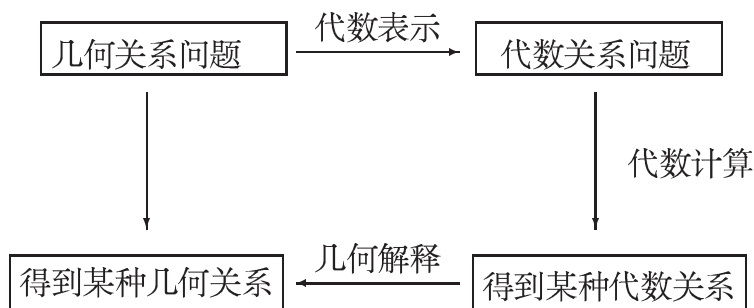 代数表示
几何关系问题
代数关系问题
代数计算
几何解释
得到某种几何关系
得到某种代数关系